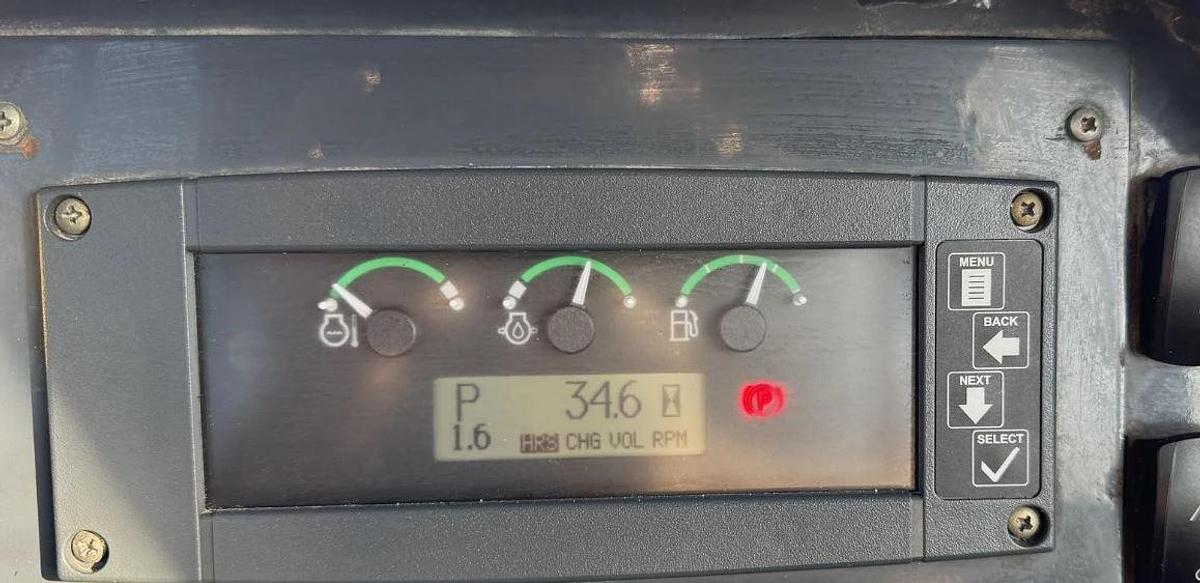 MENU
BACK
NEXT
SELECT
P 34.6
1.6 HRS CHG VOL RPM
P